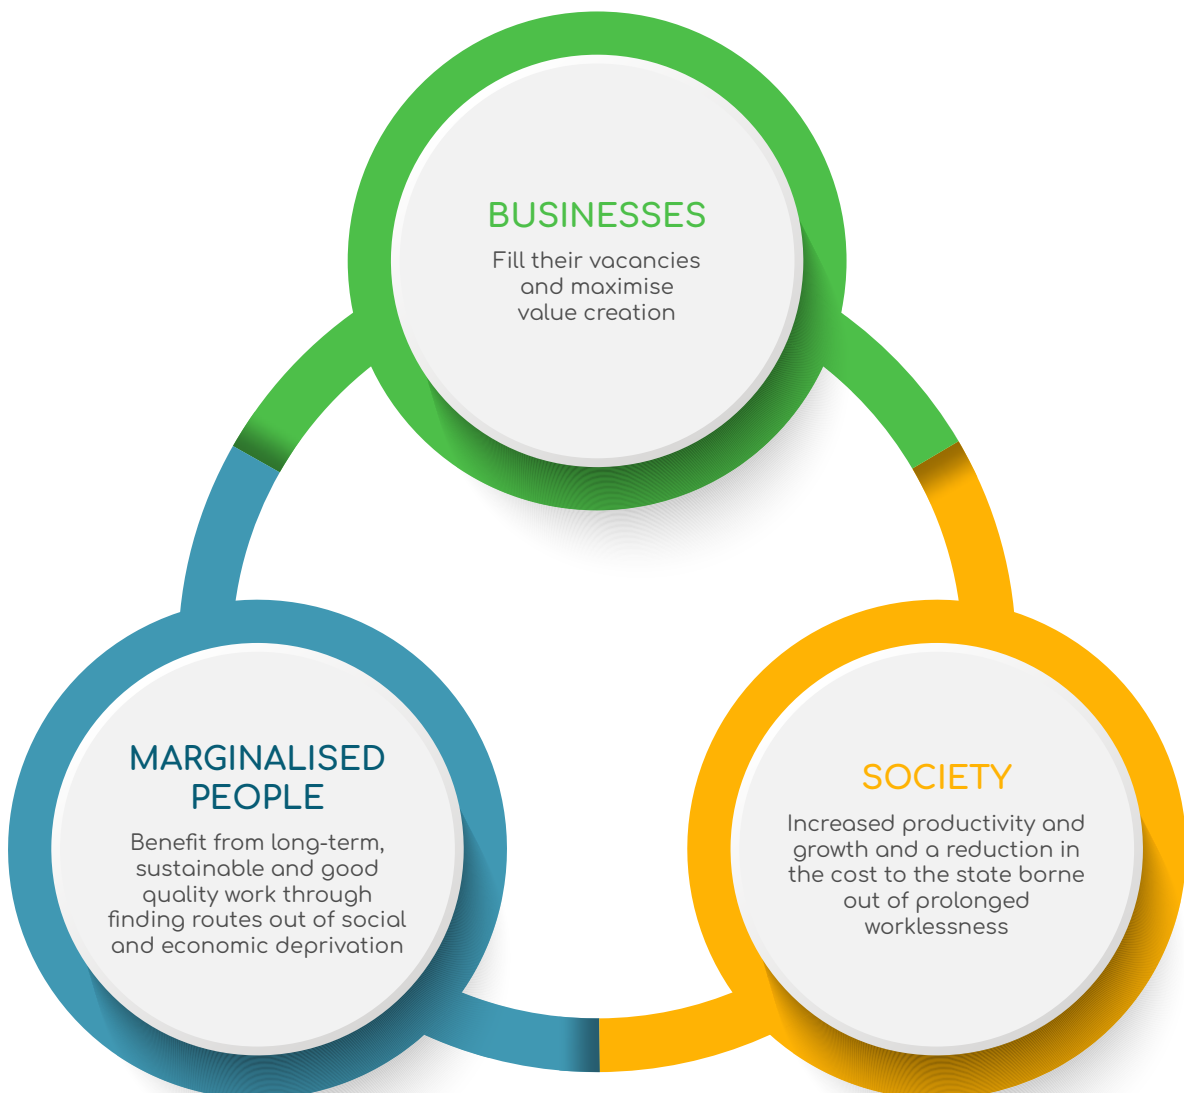 BUSINESSES
Fill their vacancies
and maximise
value creation
MARGINALISED
PEOPLE
Benefit from long-term,
sustainable and good
quality work through
finding routes out of social
and economic deprivation
SOCIETY
Increased productivity and
growth and a reduction in
the cost to the state borne
out of prolonged
worklessness